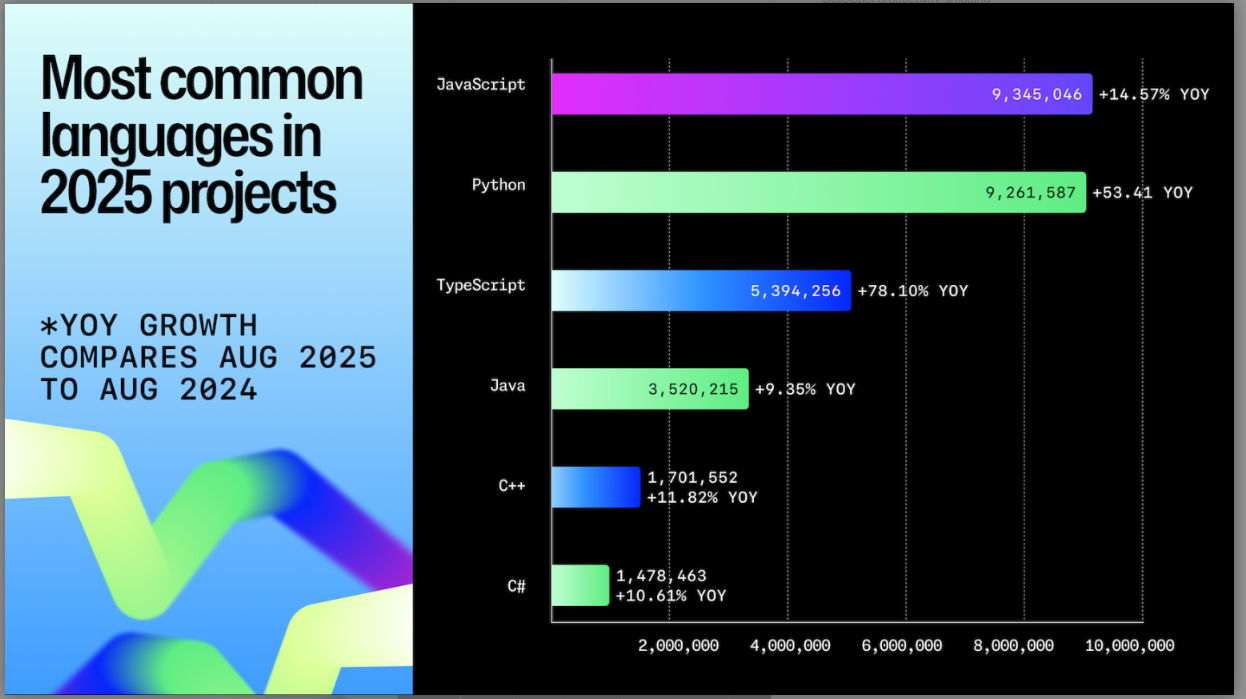 Most common
languages in
2025 projects
*YOY GROWTH
COMPARES AUG 2025
TO AUG 2024
JavaScript 9,345,046 +14.57% YOY
Python 9,261,587 +53.41 YOY
TypeScript 5,394,256 +78.10% YOY
Java 3,520,215 +9.35% YOY
C++ 1,701,552
+11.82% YOY
C# 1,478,463
+10.61% YOY
2,000,000 4,000,000 6,000,000 8,000,000 10,000,000